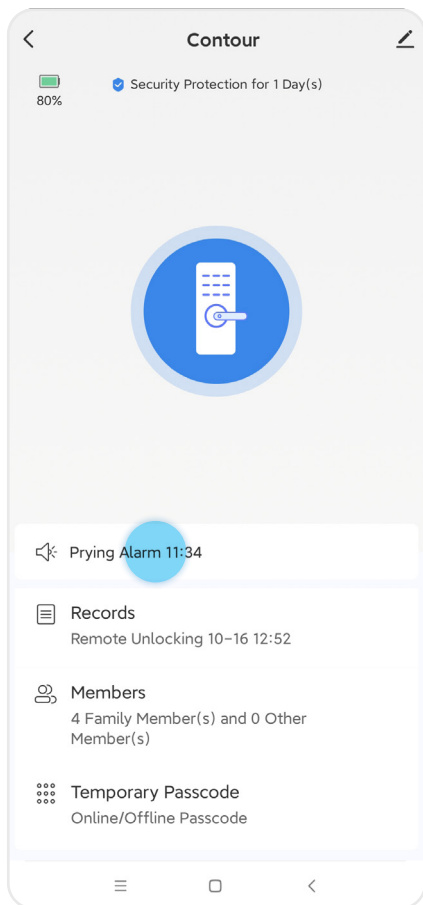 Contour
80%
Security Protection for 1 Day(s)
Prying Alarm 11:34
Records
Remote Unlocking 10-16 12:52
Members
4 Family Member(s) and 0 Other
Member(s)
Temporary Passcode
Online/Offline Passcode